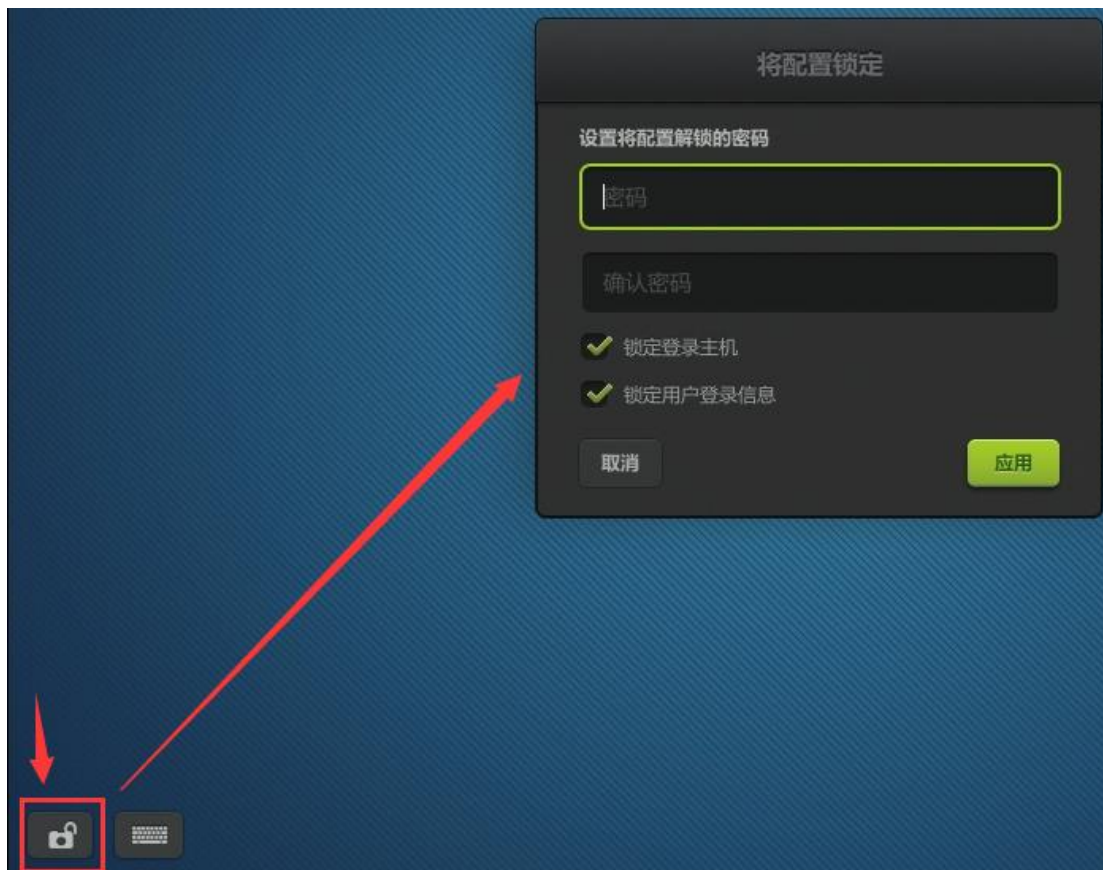 将配置锁定
设置将配置解锁的密码
密码
确认密码
锁定登录主机
锁定用户登录信息
取消
应用